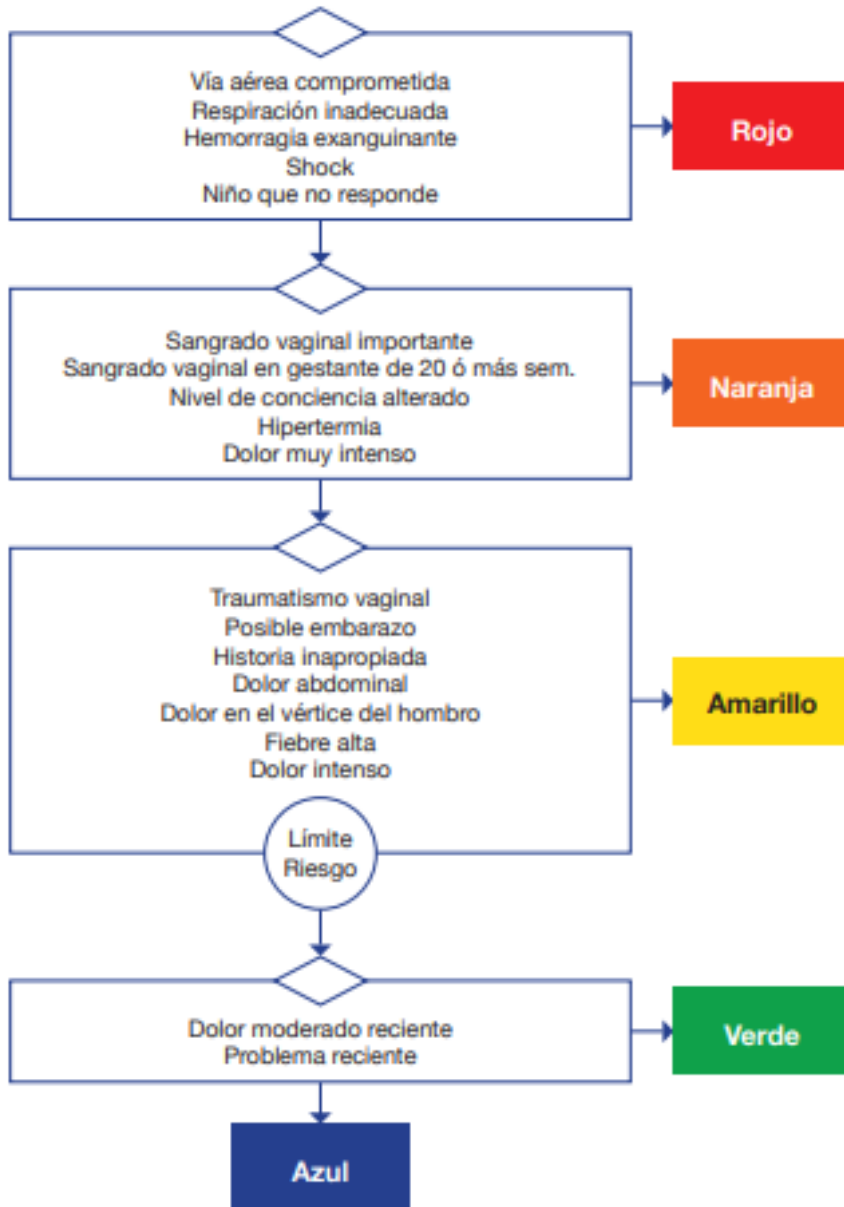 Vía aérea comprometida
Respiración inadecuada
Hemorragia exanguinante
Shock
Niño que no responde
Rojo
Sangrado vaginal importante
Sangrado vaginal en gestante de 20 ó más sem.
Nivel de conciencia alterado
Hipertermia
Dolor muy intenso
Naranja
Traumatismo vaginal
Posible embarazo
Historia inapropiada
Dolor abdominal
Dolor en el vértice del hombro
Fiebre alta
Dolor intenso
Amarillo
Límite
Riesgo
Dolor moderado reciente
Problema reciente
Verde
Azul